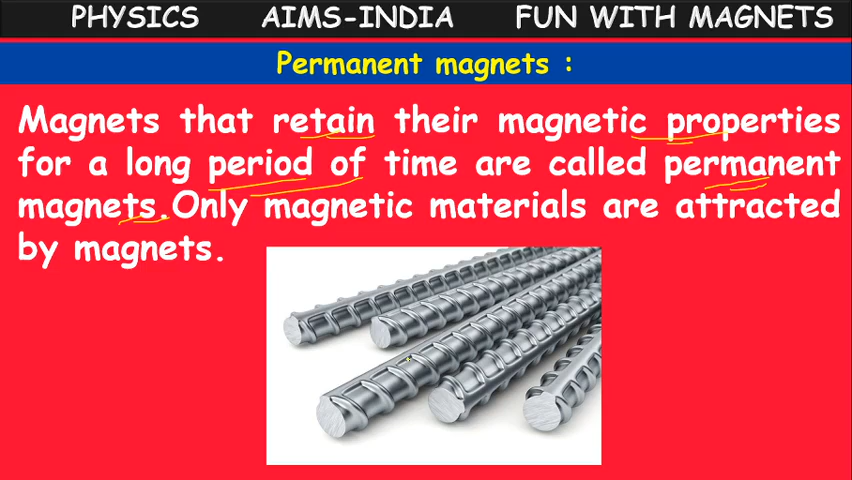 PHYSICS AIMS-INDIA FUN WITH MAGNETS
Permanent magnets :
Magnets that retain their magnetic properties
for a long period of time are called permanent
magnets.Only magnetic materials are attracted
by magnets.